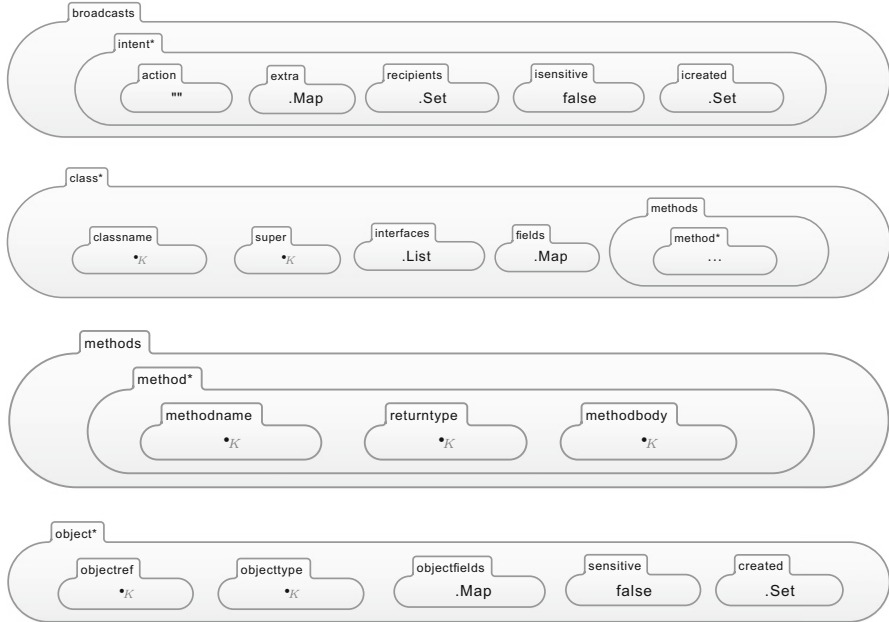 broadcasts
intent*
action extra recipients isensitive icreated
"" .Map .Set false .Set
class*
methods
classname super interfaces fields method*
•K •K .List .Map ...
methods
method*
methodname returntype methodbody
•K •K •K
object*
objectref objecttype objectfields sensitive created
•K •K .Map false .Set